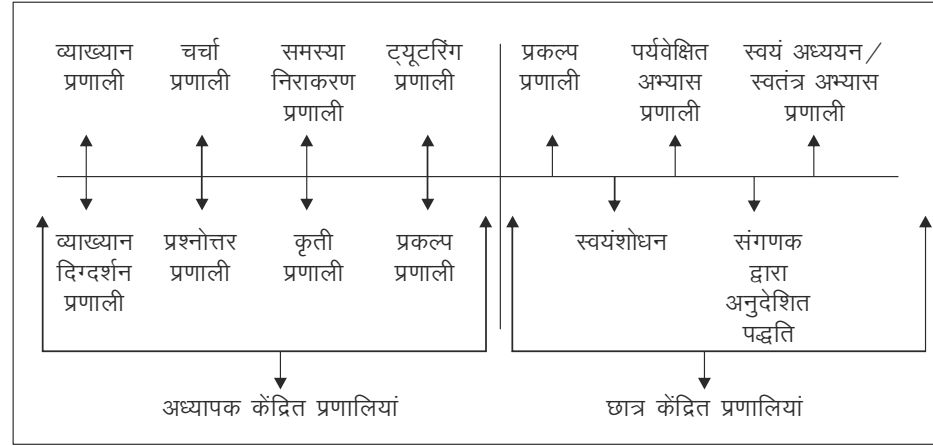 व्याख्यान
प्रणाली
चर्चा
प्रणाली
समस्या
निराकरण
प्रणाली
ट्यूटरिंग
प्रणाली
प्रकल्प
प्रणाली
पर्यवेक्षित
अभ्यास
प्रणाली
स्वयं अध्ययन/
स्वतंत्र अभ्यास
प्रणाली
व्याख्यान
दिग्दर्शन
प्रणाली
प्रश्नोत्तर
प्रणाली
कृती
प्रणाली
प्रकल्प
प्रणाली
स्वयंशोधन
संगणक
द्वारा
अनुदेशित
पद्धति
अध्यापक केंद्रित प्रणालियां
छात्र केंद्रित प्रणालियां